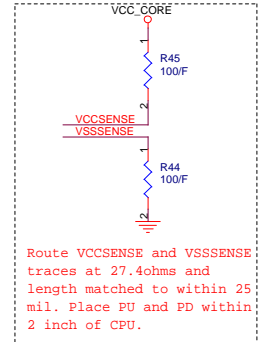 VCC_CORE
1
R45
100/F
2
VCCSENSE
VSSSENSE
1
R44
100/F
2
Route VCCSENSE and VSSSENSE
traces at 27.4ohms and
length matched to within 25
mil. Place PU and PD within
2 inch of CPU.